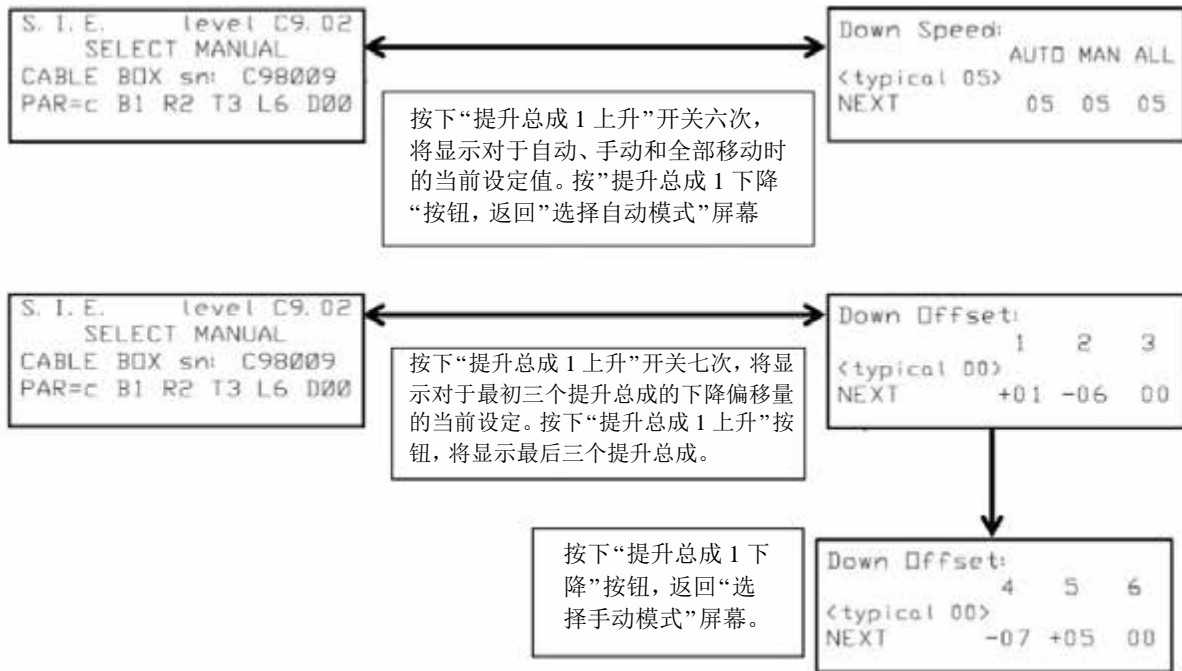 S. I. E. level C9.02
SELECT MANUAL
CABLE BOX sn: C98009
PAR=c B1 R2 T3 L6 D00
Down Speed:
AUTO MAN ALL
<typical 05>
NEXT 05 05 05
按下“提升总成 1 上升”开关六次，
将显示对于自动、手动和全部移动时
的当前设定值。按”提升总成 1 下降
“按钮，返回”选择自动模式”屏幕
S. I. E. level C9.02
SELECT MANUAL
CABLE BOX sn: C98009
PAR=c B1 R2 T3 L6 D00
Down Offset:
1 2 3
<typical 00>
NEXT +01 -06 00
按下“提升总成 1 上升”开关七次，将显
示对于最初三个提升总成的下降偏移量
的当前设定。按下“提升总成 1 上升”按
钮，将显示最后三个提升总成。
按下“提升总成 1 下
降”按钮，返回“选
择手动模式”屏幕。
Down Offset:
4 5 6
<typical 00>
NEXT -07 +05 00